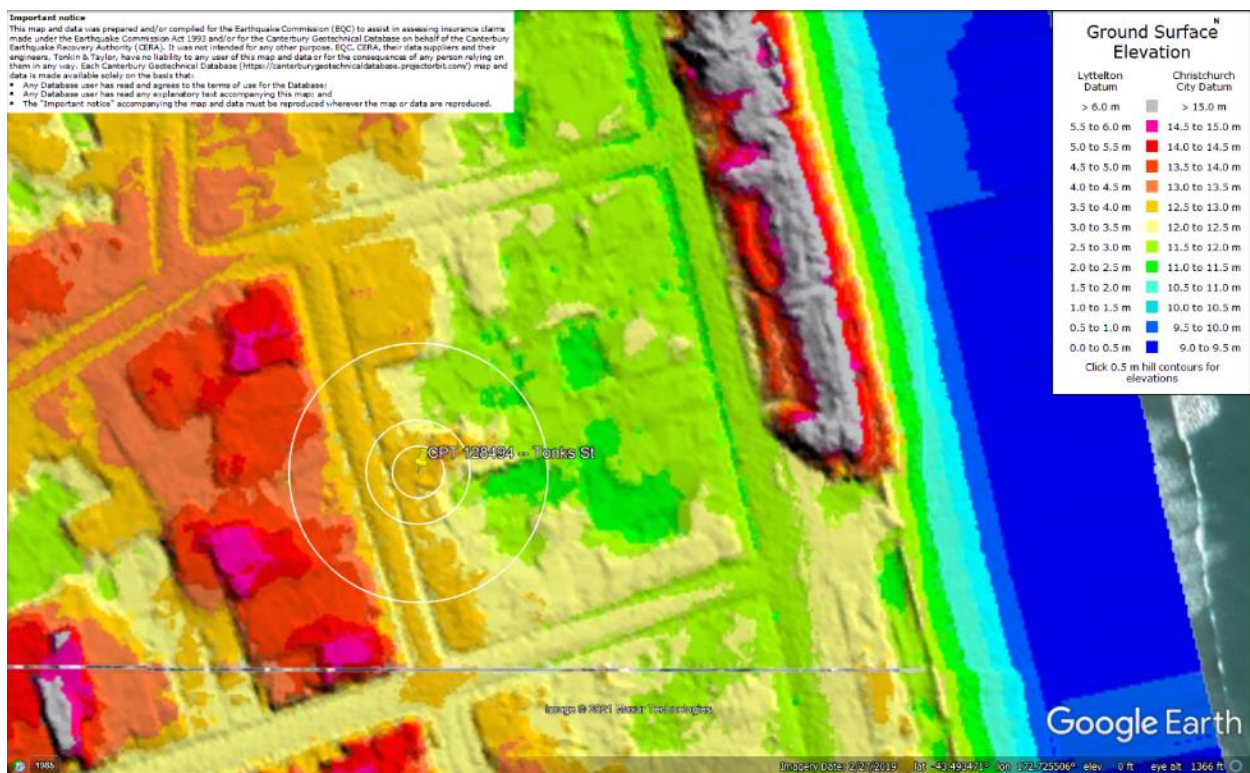 Important notice
This map and data was prepared and/or compiled for the Earthquake Commission (EQC) to assist in assessing insurance claims
made under the Earthquake Commission Act 1993 and/or for the Canterbury Geotechnical Database on behalf of the Canterbury
Earthquake Recovery Authority (CERA). It was not intended for any other purpose. EQC, CERA, their data suppliers and their
engineers, Tonkin & Taylor, have no liability to any user of this map and data or for the consequences of any person relying on
them in any way. Each Canterbury Geotechnical Database (https://canterburygeotechnicaldatabase.projectorbit.com/) map and
data is made available solely on the basis that:
• Any Database user has read and agrees to the terms of use for the Database;
• Any Database user has read any explanatory text accompanying this map; and
• The "Important notice" accompanying the map and data must be reproduced wherever the map or data are reproduced.
N
Ground Surface
Elevation
Lyttelton Datum Christchurch City Datum
> 6.0 m > 15.0 m
5.5 to 6.0 m 14.5 to 15.0 m
5.0 to 5.5 m 14.0 to 14.5 m
4.5 to 5.0 m 13.5 to 14.0 m
4.0 to 4.5 m 13.0 to 13.5 m
3.5 to 4.0 m 12.5 to 13.0 m
3.0 to 3.5 m 12.0 to 12.5 m
2.5 to 3.0 m 11.5 to 12.0 m
2.0 to 2.5 m 11.0 to 11.5 m
1.5 to 2.0 m 10.5 to 11.0 m
1.0 to 1.5 m 10.0 to 10.5 m
0.5 to 1.0 m 9.5 to 10.0 m
0.0 to 0.5 m 9.0 to 9.5 m
Click 0.5 m hill contours for
elevations
CPT 128494 -- Tonks St
Image © 2021 Maxar Technologies
Google Earth
1985
Imagery Date: 2/27/2019 lat -43.493471° lon 172.725506° elev 0 ft eye alt 1366 ft